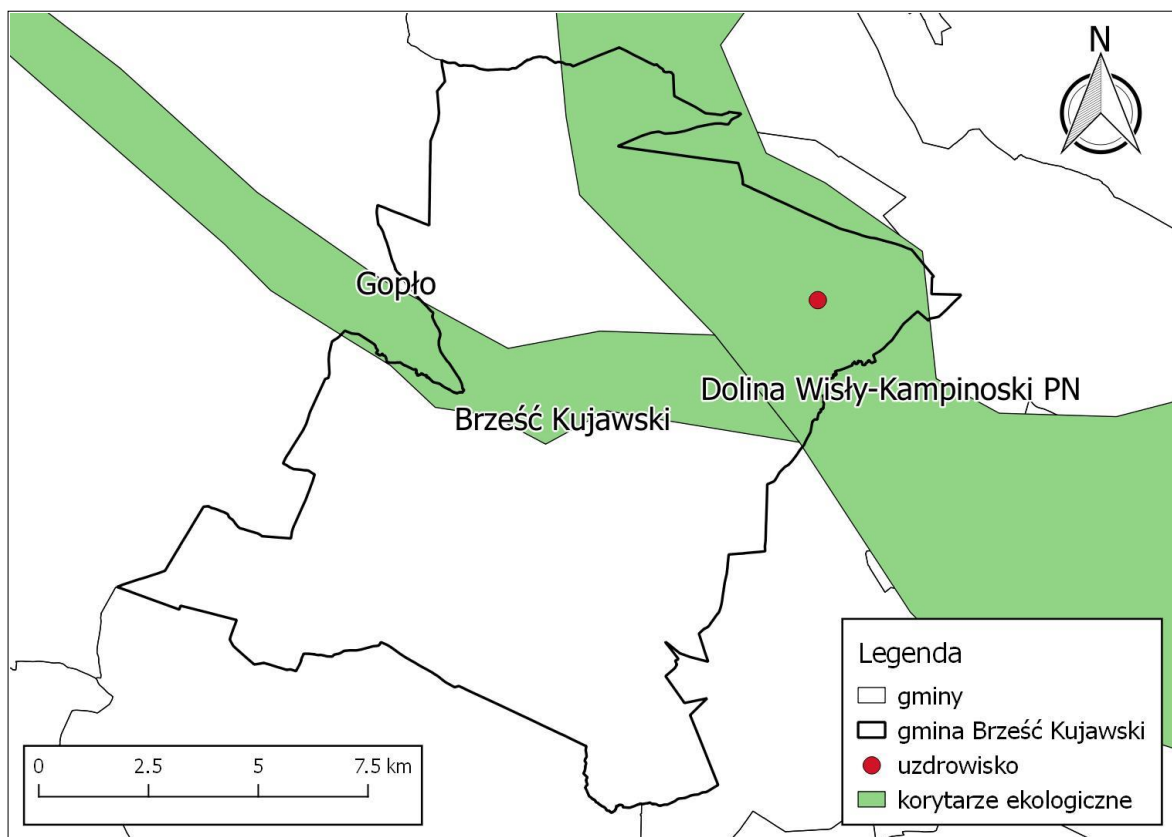 N
Gopło
Dolina Wisły-Kampinoski PN
Brześć Kujawski
Legenda
gminy
gmina Brześć Kujawski
uzdrowisko
korytarze ekologiczne
0 2.5 5 7.5 km